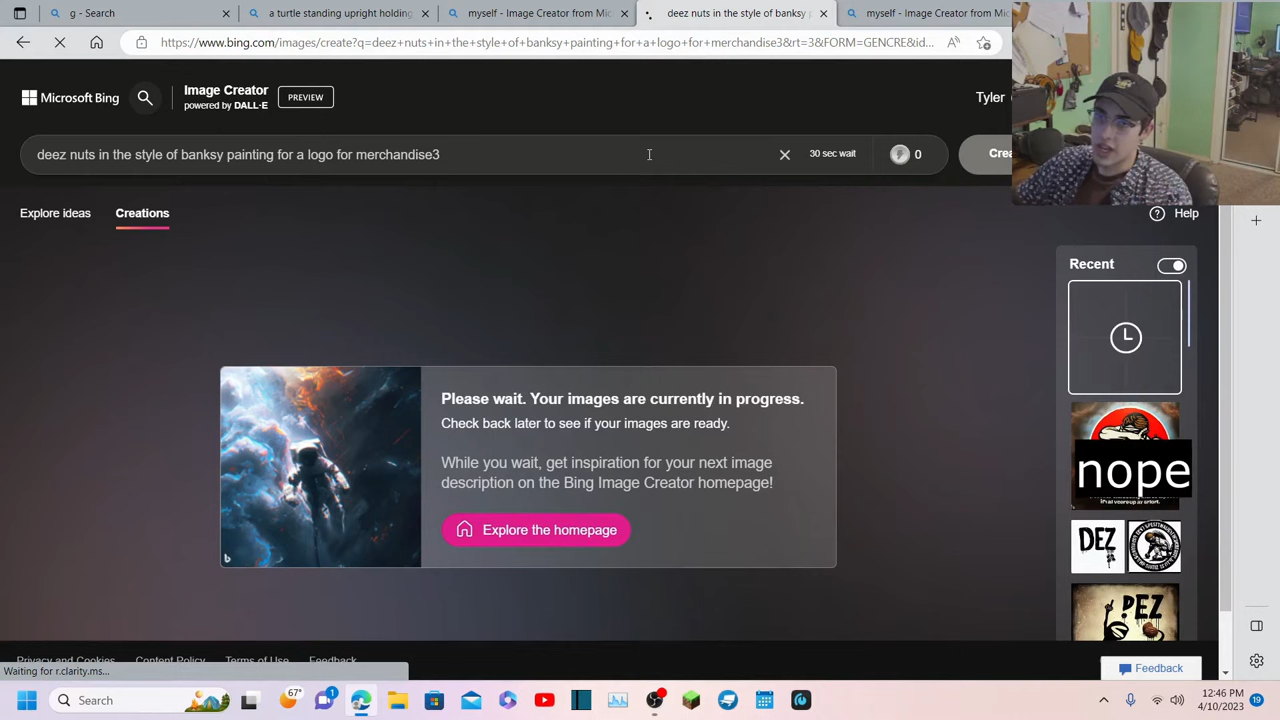 g - Search
a turtle standing upright holding
myself - Image Creator from Mic
deez nuts in the style of banksy p
myself - Image Creator from Mi
https://www.bing.com/images/create?q=deez+nuts+in+the+style+of+banksy+painting+for+a+logo+for+merchandise3&rt=3&FORM=GENCRE&id...
Microsoft Bing
Image Creator
powered by DALL·E
PREVIEW
Tyler
deez nuts in the style of banksy painting for a logo for merchandise3
30 sec wait
0
Crea
Explore ideas
Creations
Help
Recent
Please wait. Your images are currently in progress.
Check back later to see if your images are ready.
While you wait, get inspiration for your next image
description on the Bing Image Creator homepage!
Explore the homepage
nope
DEZ
DEZ
Privacy and Cookies
Content Policy
Terms of Use
Feedback
Waiting for r.clarity.ms...
Feedback
Search
67°
1
12:46 PM
4/10/2023
19